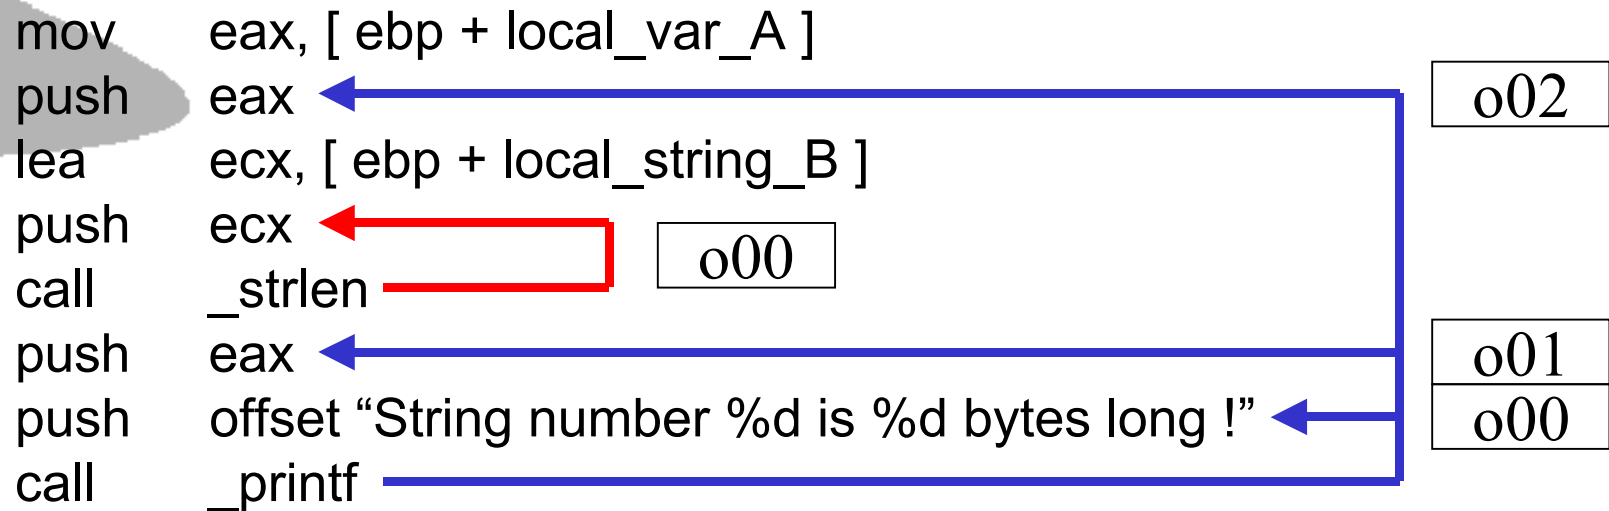 mov eax, [ ebp + local_var_A ]
push eax o02
lea ecx, [ ebp + local_string_B ]
push ecx
o00
call _strlen
push eax o01
push offset “String number %d is %d bytes long !” o00
call _printf